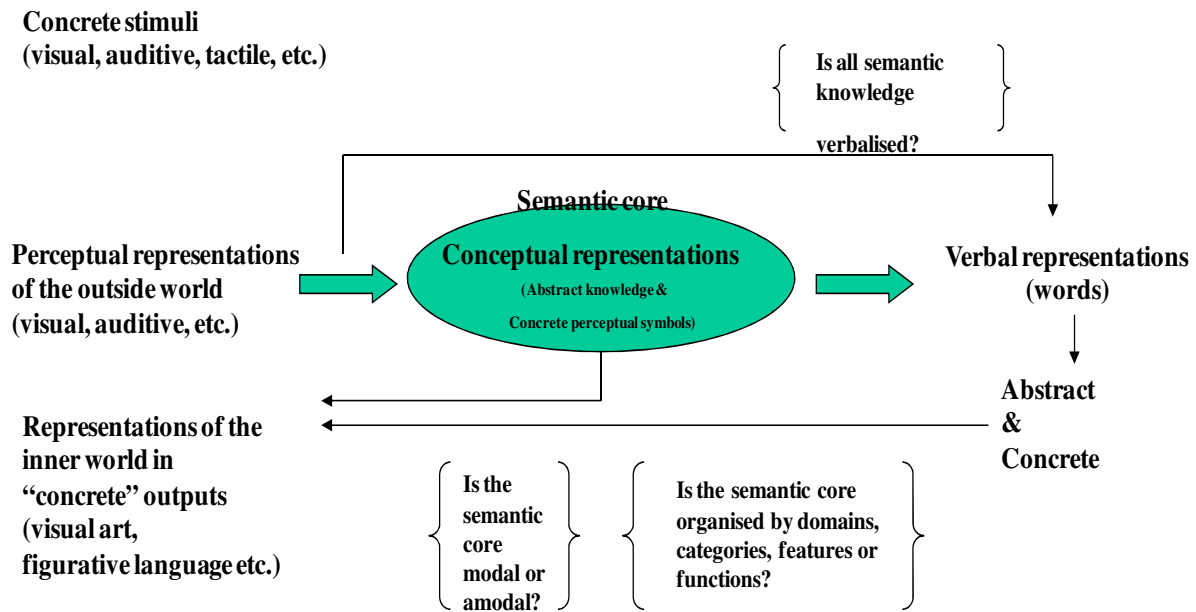 Concrete stimuli
(visual, auditive, tactile, etc.)
Is all semantic
knowledge
verbalised?
Semantic core
Perceptual representations
of the outside world
(visual, auditive, etc.)
Conceptual representations
(Abstract knowledge &
Concrete perceptual symbols)
Verbal representations
(words)
Abstract
&
Concrete
Representations of the
inner world in
“concrete” outputs
(visual art,
figurative language etc.)
Is the
semantic
core
modal or
amodal?
Is the semantic core
organised by domains,
categories, features or
functions?